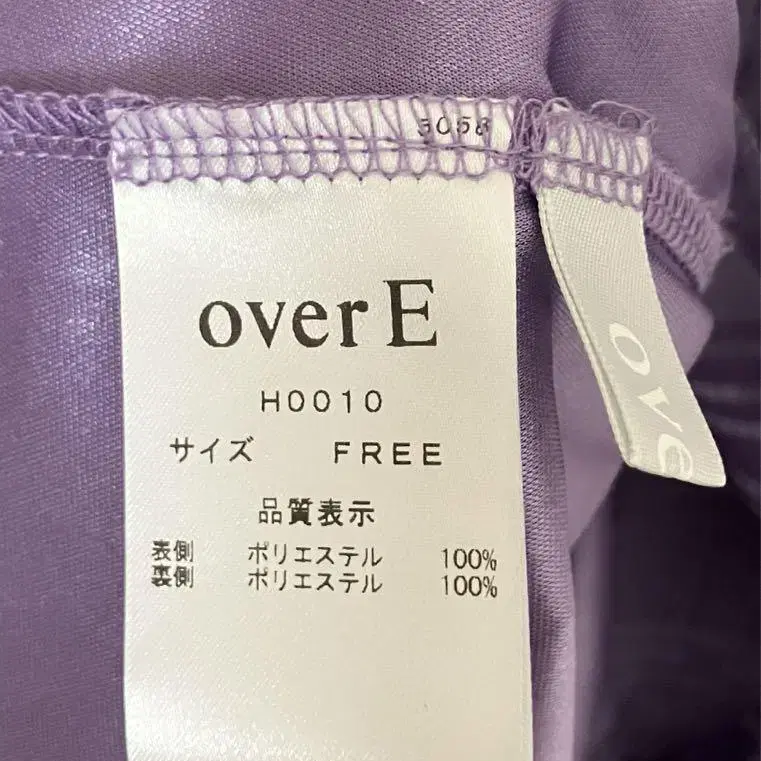 5058
over E
H0010
サイズ FREE
品質表示
表側 ポリエステル 100%
裏側 ポリエステル 100%
ove